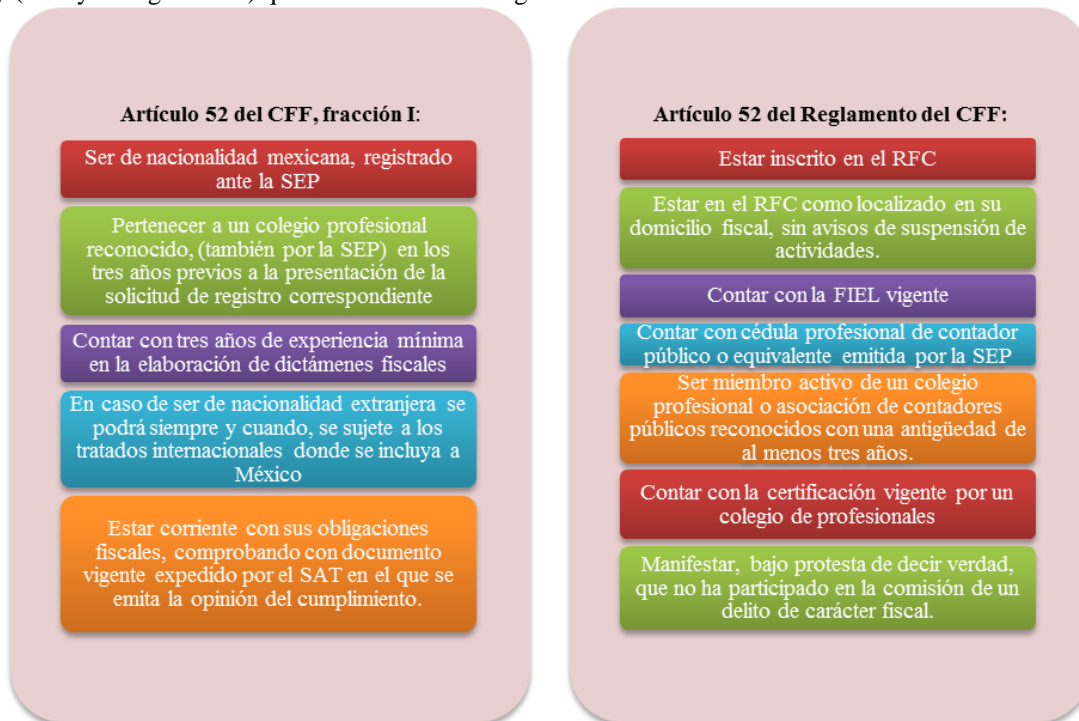 Artículo 52 del CFF, fracción I:
Ser de nacionalidad mexicana, registrado
ante la SEP
Pertenecer a un colegio profesional
reconocido, (también por la SEP) en los
tres años previos a la presentación de la
solicitud de registro correspondiente
Contar con tres años de experiencia mínima
en la elaboración de dictámenes fiscales
En caso de ser de nacionalidad extranjera se
podrá siempre y cuando, se sujete a los
tratados internacionales donde se incluya a
México
Estar corriente con sus obligaciones
fiscales, comprobando con documento
vigente expedido por el SAT en el que se
emita la opinión del cumplimiento.
Artículo 52 del Reglamento del CFF:
Estar inscrito en el RFC
Estar en el RFC como localizado en su
domicilio fiscal, sin avisos de suspensión de
actividades.
Contar con la FIEL vigente
Contar con cédula profesional de contador
público o equivalente emitida por la SEP
Ser miembro activo de un colegio
profesional o asociación de contadores
públicos reconocidos con una antigüedad de
al menos tres años.
Contar con la certificación vigente por un
colegio de profesionales
Manifestar, bajo protesta de decir verdad,
que no ha participado en la comisión de un
delito de carácter fiscal.